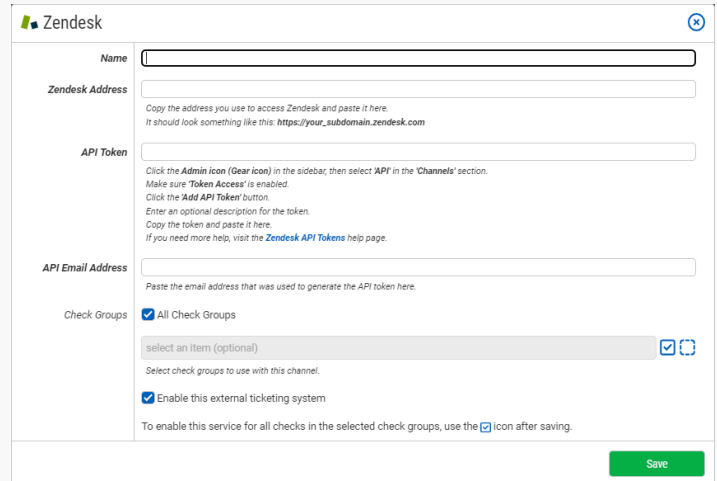 Zendesk
Name
Zendesk Address
Copy the address you use to access Zendesk and paste it here.
It should look something like this: https://your_subdomain.zendesk.com
API Token
Click the Admin icon (Gear icon) in the sidebar, then select 'API' in the 'Channels' section.
Make sure 'Token Access' is enabled.
Click the 'Add API Token' button.
Enter an optional description for the token.
Copy the token and paste it here.
If you need more help, visit the Zendesk API Tokens help page.
API Email Address
Paste the email address that was used to generate the API token here.
Check Groups
All Check Groups
select an item (optional)
Select check groups to use with this channel.
Enable this external ticketing system
To enable this service for all checks in the selected check groups, use the icon after saving.
Save